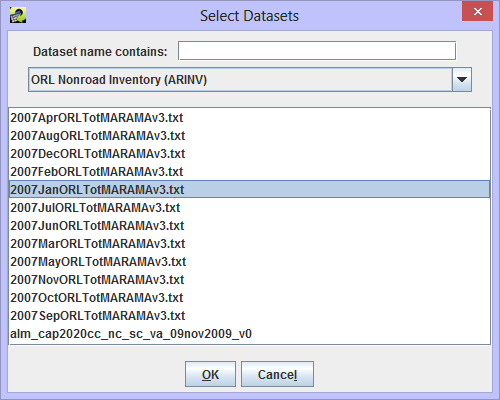 Select Datasets
Dataset name contains:
ORL Nonroad Inventory (ARINV)
2007AprORLTotMARAMAv3.txt
2007AugORLTotMARAMAv3.txt
2007DecORLTotMARAMAv3.txt
2007FebORLTotMARAMAv3.txt
2007JanORLTotMARAMAv3.txt
2007JulORLTotMARAMAv3.txt
2007JunORLTotMARAMAv3.txt
2007MarORLTotMARAMAv3.txt
2007MayORLTotMARAMAv3.txt
2007NovORLTotMARAMAv3.txt
2007OctORLTotMARAMAv3.txt
2007SepORLTotMARAMAv3.txt
alm_cap2020cc_nc_sc_va_09nov2009_v0
OK Cancel